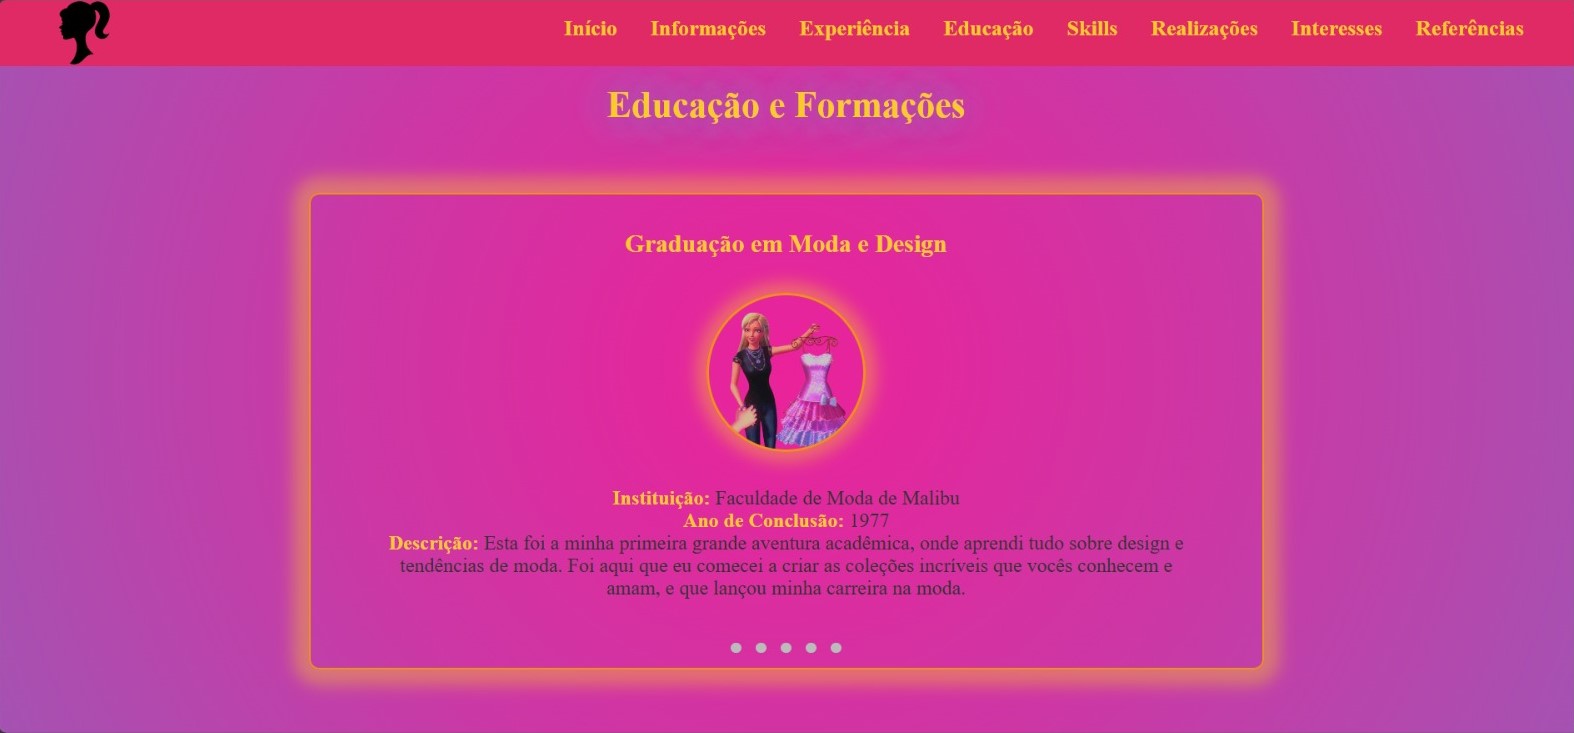 Início Informações Experiência Educação Skills Realizações Interesses Referências
Educação e Formações
Graduação em Moda e Design
Instituição: Faculdade de Moda de Malibu
Ano de Conclusão: 1977
Descrição: Esta foi a minha primeira grande aventura acadêmica, onde aprendi tudo sobre design e
tendências de moda. Foi aqui que eu comecei a criar as coleções incríveis que vocês conhecem e
amam, e que lançou minha carreira na moda.